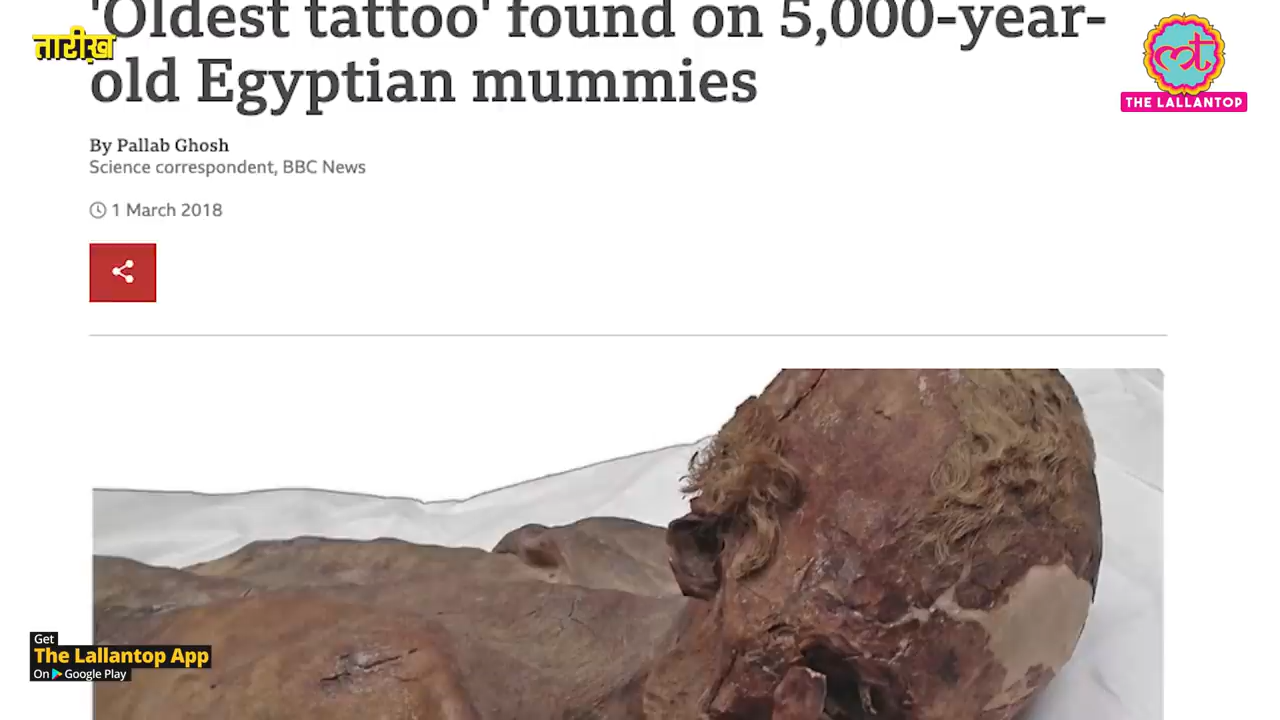 'Oldest tattoo' found on 5,000-year-
old Egyptian mummies
तारीख़
THE LALLANTOP
By Pallab Ghosh
Science correspondent, BBC News
1 March 2018
Get
The Lallantop App
On Google Play